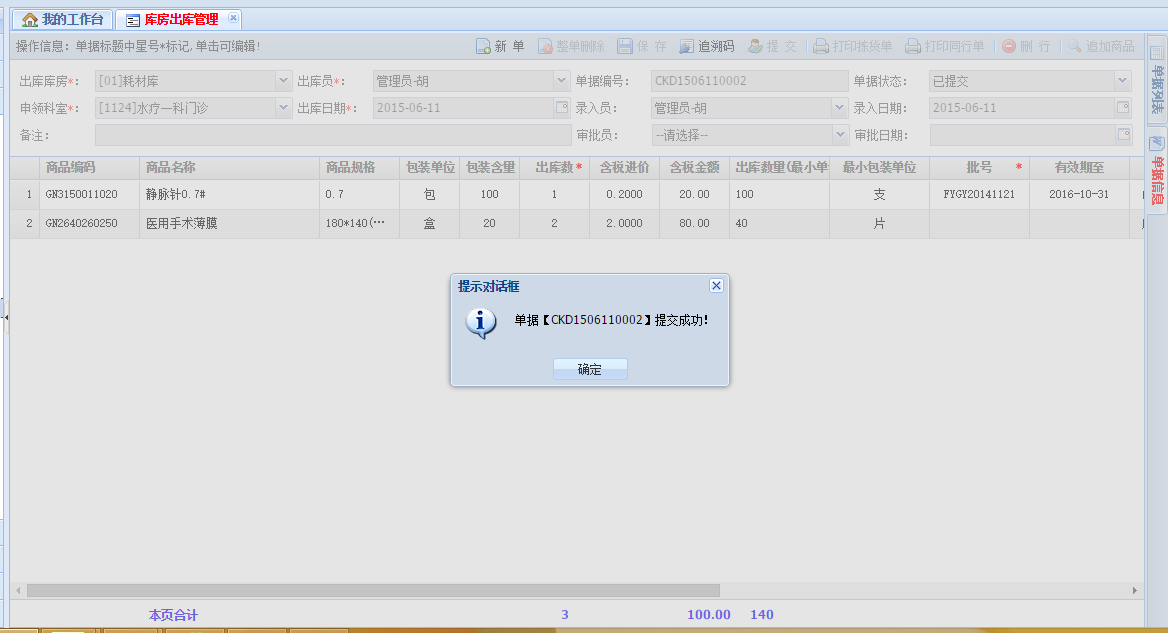 我的工作台 库房出库管理
操作信息: 单据标题中星号*标记,单击可编辑! 新 单 整单删除 保 存 追溯码 提 交 打印拣货单 打印同行单 删 行 追加商品
出库库房*: [01]耗材库 出库员*: 管理员-胡 单据编号: CKD1506110002 单据状态: 已提交
申领科室*: [1124]水疗一科门诊 出库日期*: 2015-06-11 录入员: 管理员-胡 录入日期: 2015-06-11
备注: 审批员: --请选择-- 审批日期:
单据列表
单据信息
商品编码 商品名称 商品规格 包装单位 包装含量 出库数* 含税进价 含税金额 出库数量(最小单 最小包装单位 批号 * 有效期至
1 GN3150011020 静脉针0.7# 0.7 包 100 1 0.2000 20.00 100 支 FYGY20141121 2016-10-31
2 GN2640260250 医用手术薄膜 180*140(… 盒 20 2 2.0000 80.00 40 片
提示对话框
单据【CKD1506110002】提交成功!
确定
本页合计 3 100.00 140